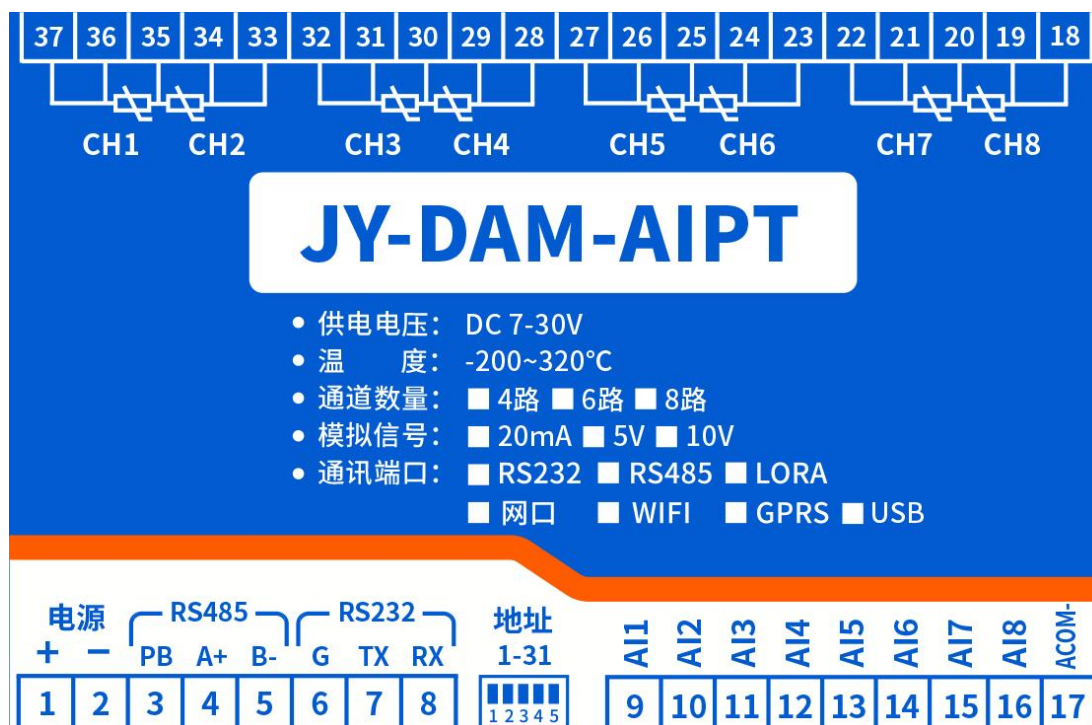 37 36 35 34 33 32 31 30 29 28 27 26 25 24 23 22 21 20 19 18
CH1 CH2 CH3 CH4 CH5 CH6 CH7 CH8
JY-DAM-AIPT
供电电压： DC 7-30V
温 度： -200~320℃
通道数量： 4路 6路 8路
模拟信号： 20mA 5V 10V
通讯端口： RS232 RS485 LORA
网口 WIFI GPRS USB
电源 RS485 RS232 地址
+ − PB A+ B- G TX RX 1-31
AI1 AI2 AI3 AI4 AI5 AI6 AI7 AI8 ACOM-
1 2 3 4 5 6 7 8 1 2 3 4 5 9 10 11 12 13 14 15 16 17